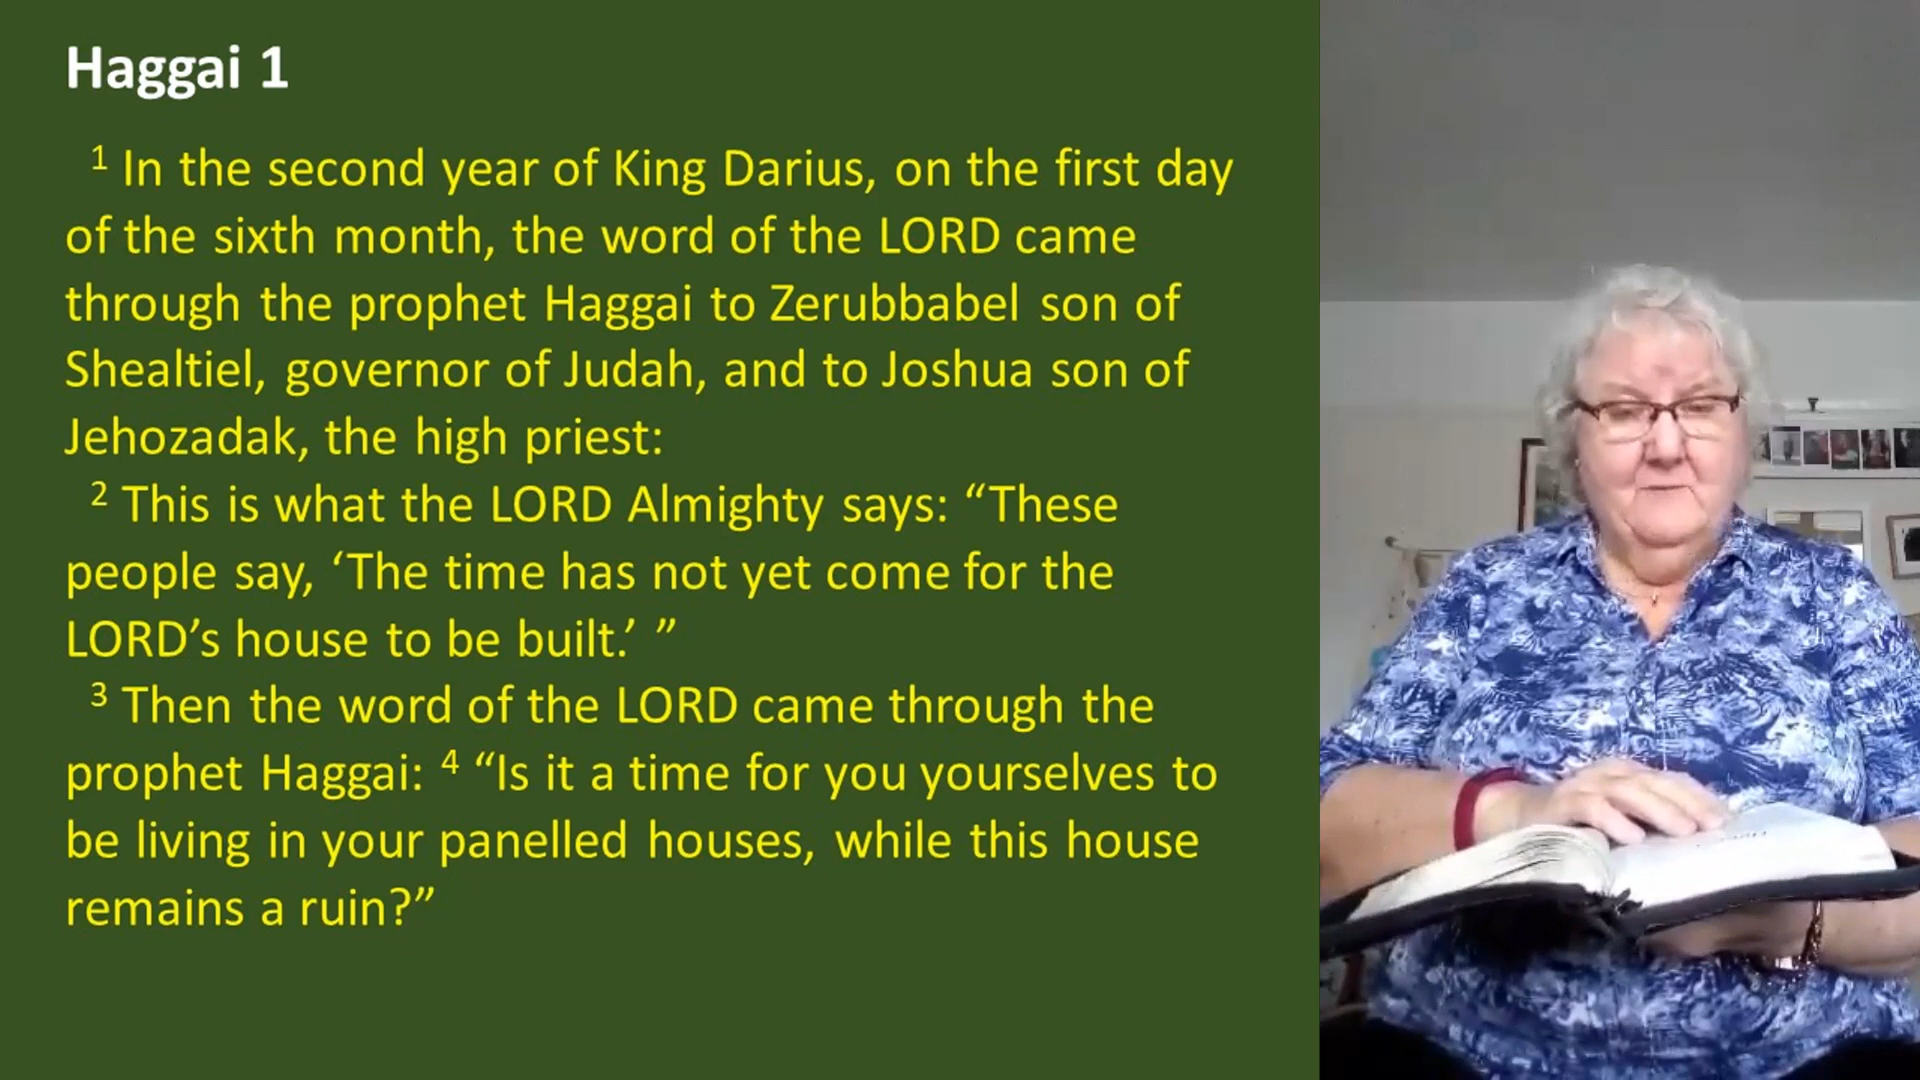 Haggai 1
1 In the second year of King Darius, on the first day
of the sixth month, the word of the LORD came
through the prophet Haggai to Zerubbabel son of
Shealtiel, governor of Judah, and to Joshua son of
Jehozadak, the high priest:
2 This is what the LORD Almighty says: “These
people say, ‘The time has not yet come for the
LORD’s house to be built.’ ”
3 Then the word of the LORD came through the
prophet Haggai: 4 “Is it a time for you yourselves to
be living in your panelled houses, while this house
remains a ruin?”